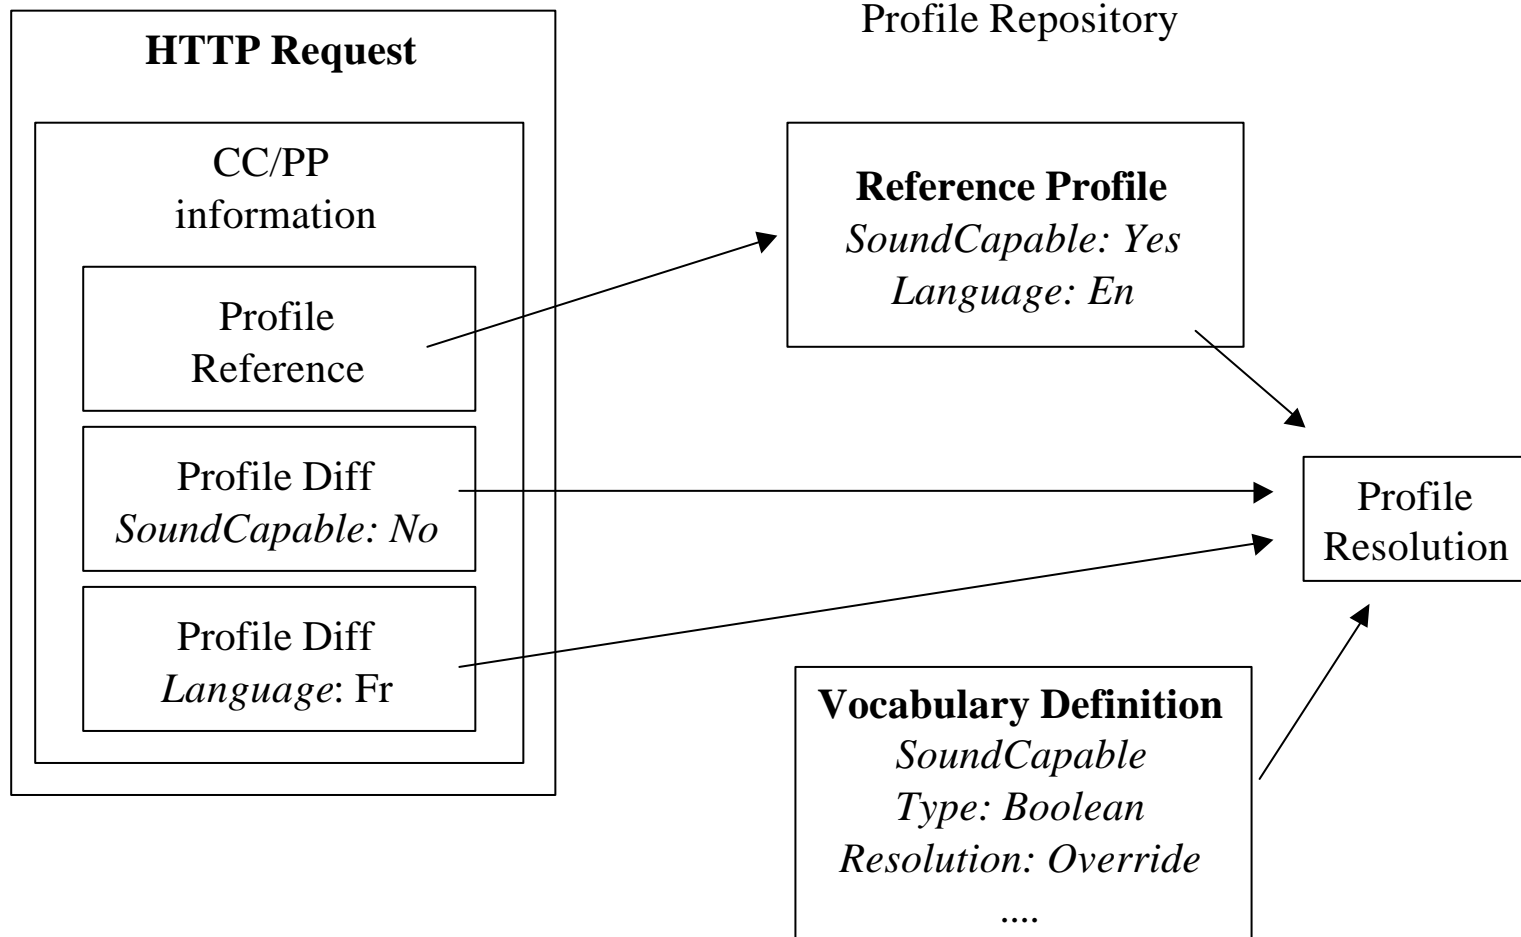 HTTP Request
CC/PP
information
Profile
Reference
Profile Diff
SoundCapable: No
Profile Diff
Language: Fr
Profile Repository
Reference Profile
SoundCapable: Yes
Language: En
Profile
Resolution
Vocabulary Definition
SoundCapable
Type: Boolean
Resolution: Override
....